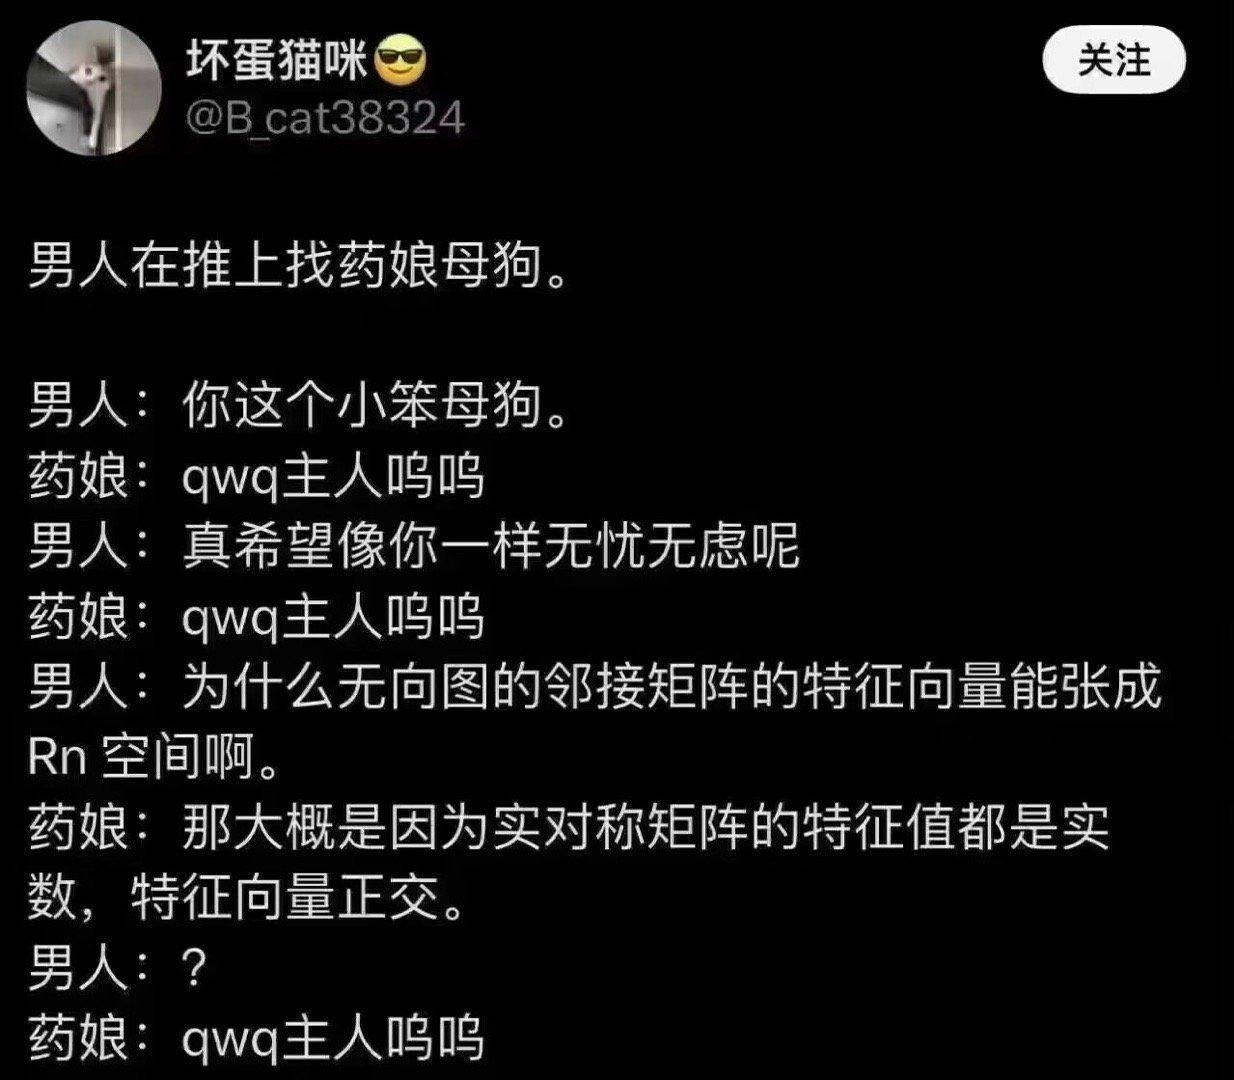 坏蛋猫咪😎
关注
@B_cat38324
男人在推上找药娘母狗。
男人：你这个小笨母狗。
药娘：qwq主人呜呜
男人：真希望像你一样无忧无虑呢
药娘：qwq主人呜呜
男人：为什么无向图的邻接矩阵的特征向量能张成
Rn 空间啊。
药娘：那大概是因为实对称矩阵的特征值都是实
数，特征向量正交。
男人：?
药娘：qwq主人呜呜